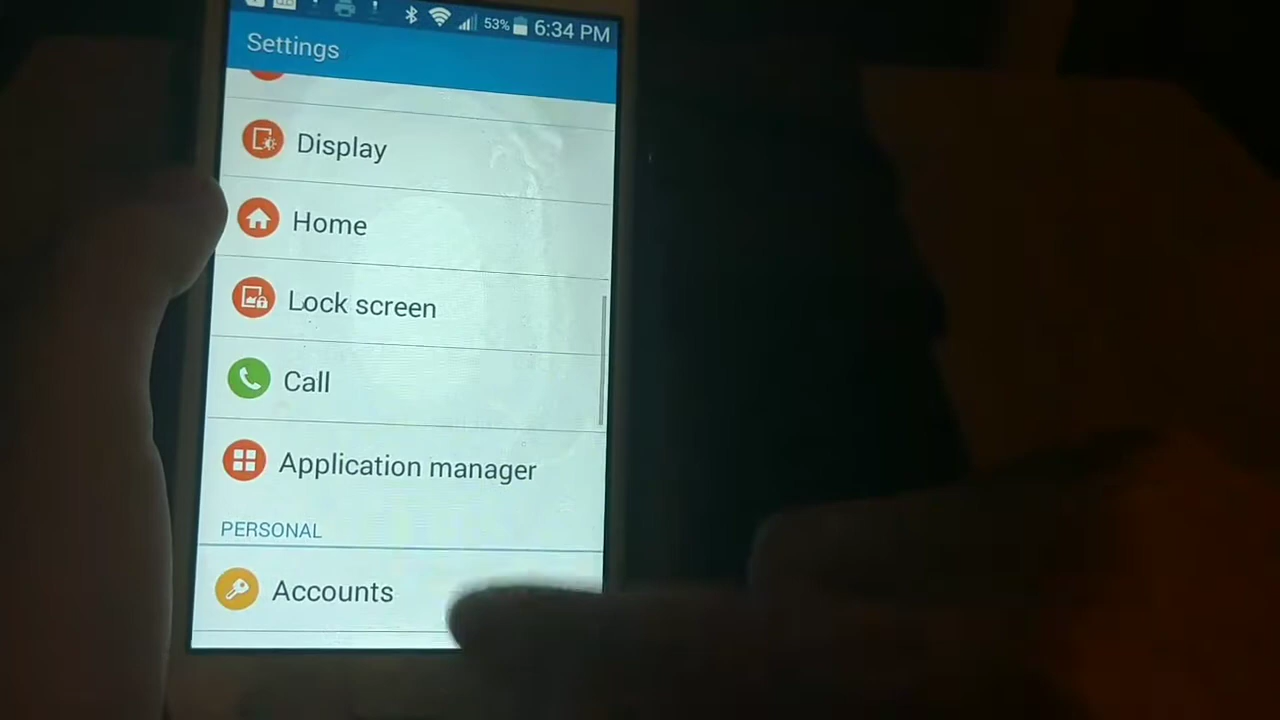 53% 6:34 PM
Settings
Display
Home
Lock screen
Call
Application manager
PERSONAL
Accounts